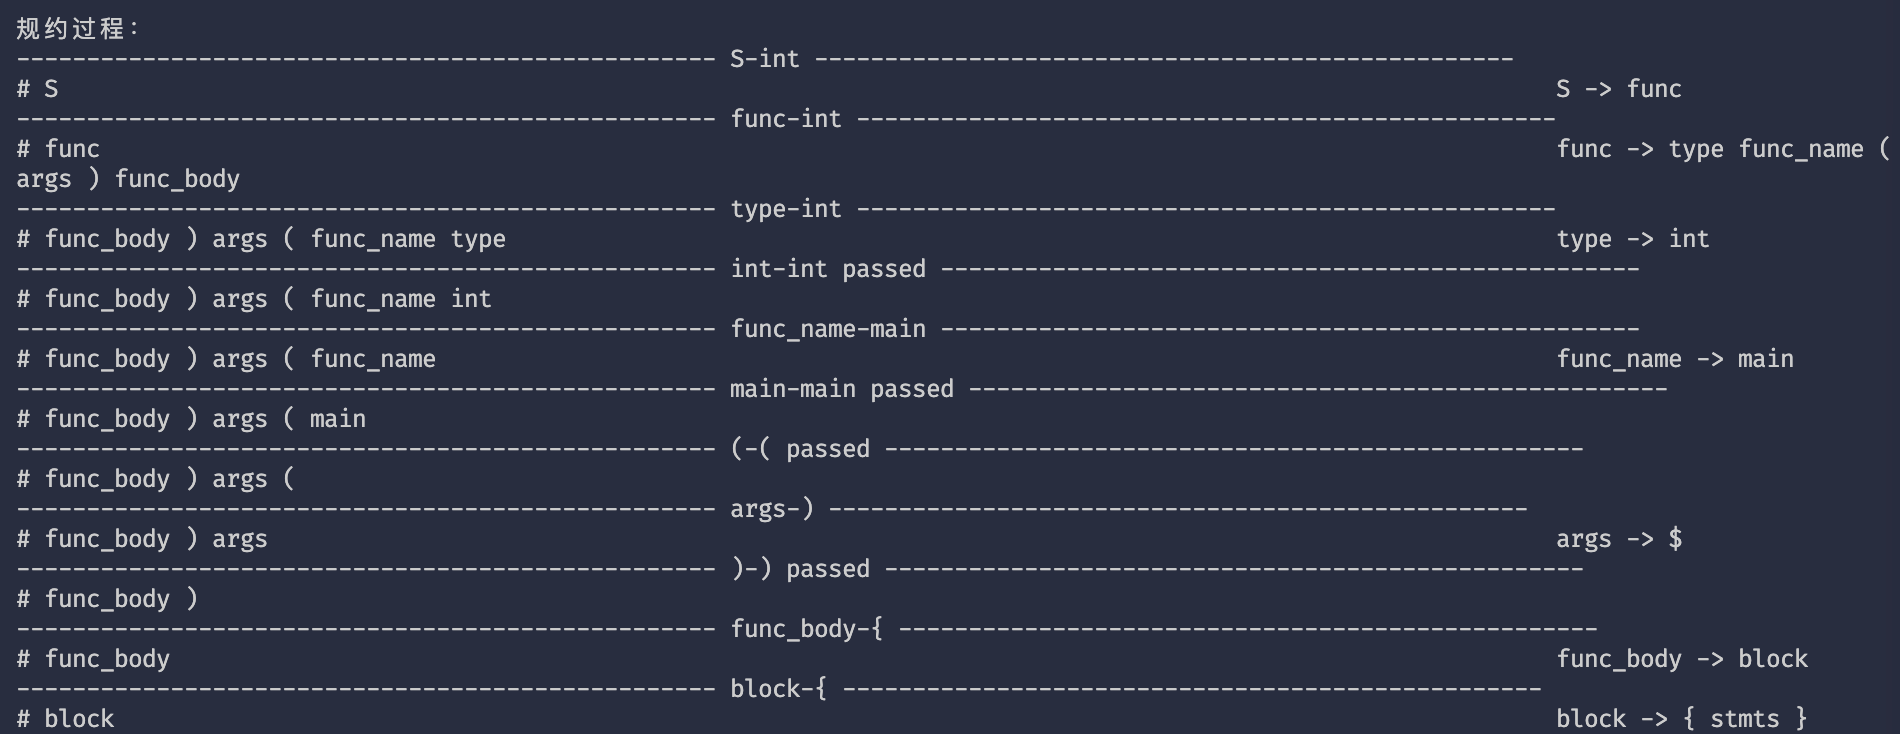 规约过程：
-------------------------------------------------- S-int --------------------------------------------------
# S                                                                                                           S -> func
-------------------------------------------------- func-int --------------------------------------------------
# func                                                                                                        func -> type func_name (
args ) func_body
-------------------------------------------------- type-int --------------------------------------------------
# func_body ) args ( func_name type                                                                           type -> int
-------------------------------------------------- int-int passed --------------------------------------------------
# func_body ) args ( func_name int
-------------------------------------------------- func_name-main --------------------------------------------------
# func_body ) args ( func_name                                                                                func_name -> main
-------------------------------------------------- main-main passed --------------------------------------------------
# func_body ) args ( main
-------------------------------------------------- (-( passed --------------------------------------------------
# func_body ) args (
-------------------------------------------------- args-) --------------------------------------------------
# func_body ) args                                                                                            args -> $
-------------------------------------------------- )-) passed --------------------------------------------------
# func_body )
-------------------------------------------------- func_body-{ --------------------------------------------------
# func_body                                                                                                   func_body -> block
-------------------------------------------------- block-{ --------------------------------------------------
# block                                                                                                       block -> { stmts }